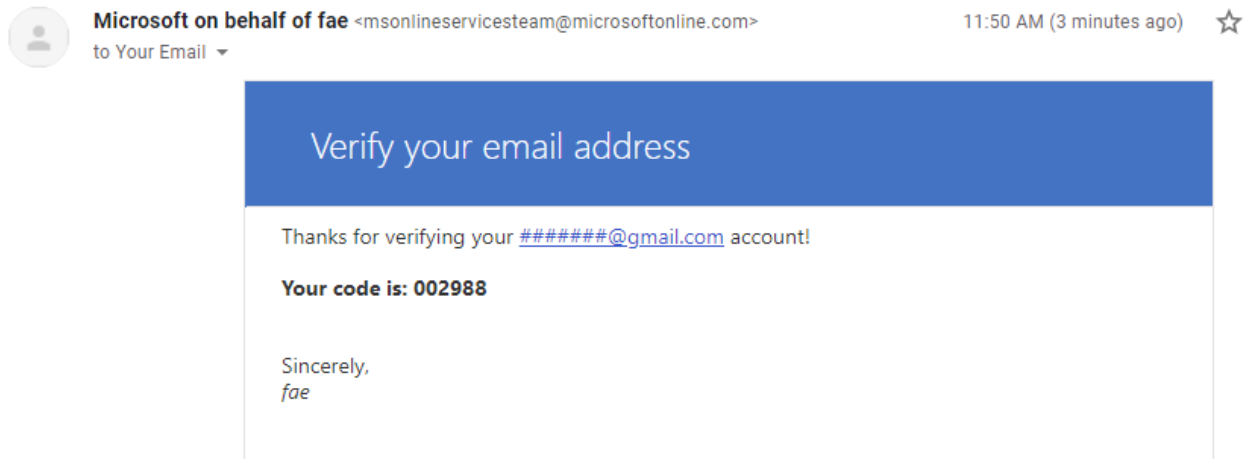 Microsoft on behalf of fae <msonlineservicesteam@microsoftonline.com> 11:50 AM (3 minutes ago)
to Your Email
Verify your email address
Thanks for verifying your #######@gmail.com account!
Your code is: 002988
Sincerely,
fae